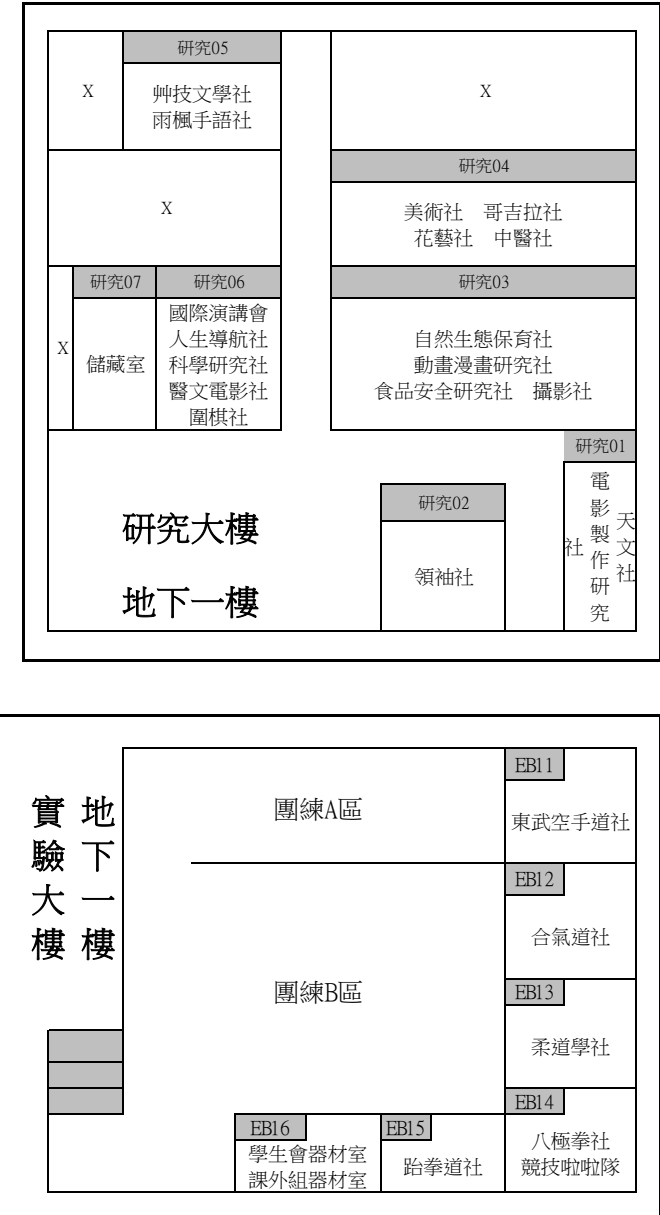 研究05
X
艸技文學社
雨楓手語社
X
研究04
X
美術社 哥吉拉社
花藝社 中醫社
研究07
研究06
研究03
X
儲藏室
國際演講會
人生導航社
科學研究社
醫文電影社
圍棋社
自然生態保育社
動畫漫畫研究社
食品安全研究社 攝影社
研究01
天文社
電影製作研究
社
研究02
領袖社
研究大樓
地下一樓
地下一樓
實驗大樓
團練A區
EB11
東武空手道社
EB12
合氣道社
團練B區
EB13
柔道學社
EB14
八極拳社
競技啦啦隊
EB16
學生會器材室
課外組器材室
EB15
跆拳道社